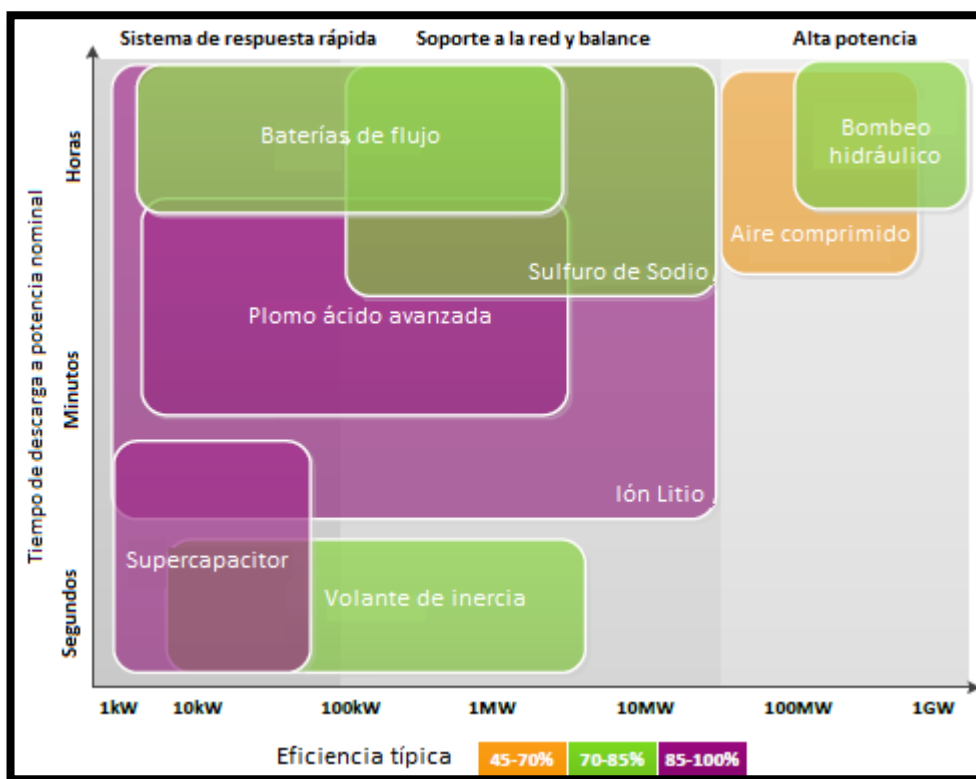 Sistema de respuesta rápida
Soporte a la red y balance
Alta potencia
Tiempo de descarga a potencia nominal
Horas
Minutos
Segundos
Baterías de flujo
Bombeo
hidráulico
Aire comprimido
Sulfuro de Sodio
Plomo ácido avanzada
Ión Litio
Supercapacitor
Volante de inercia
1kW 10kW 100kW 1MW 10MW 100MW 1GW
Eficiencia típica 45-70% 70-85% 85-100%